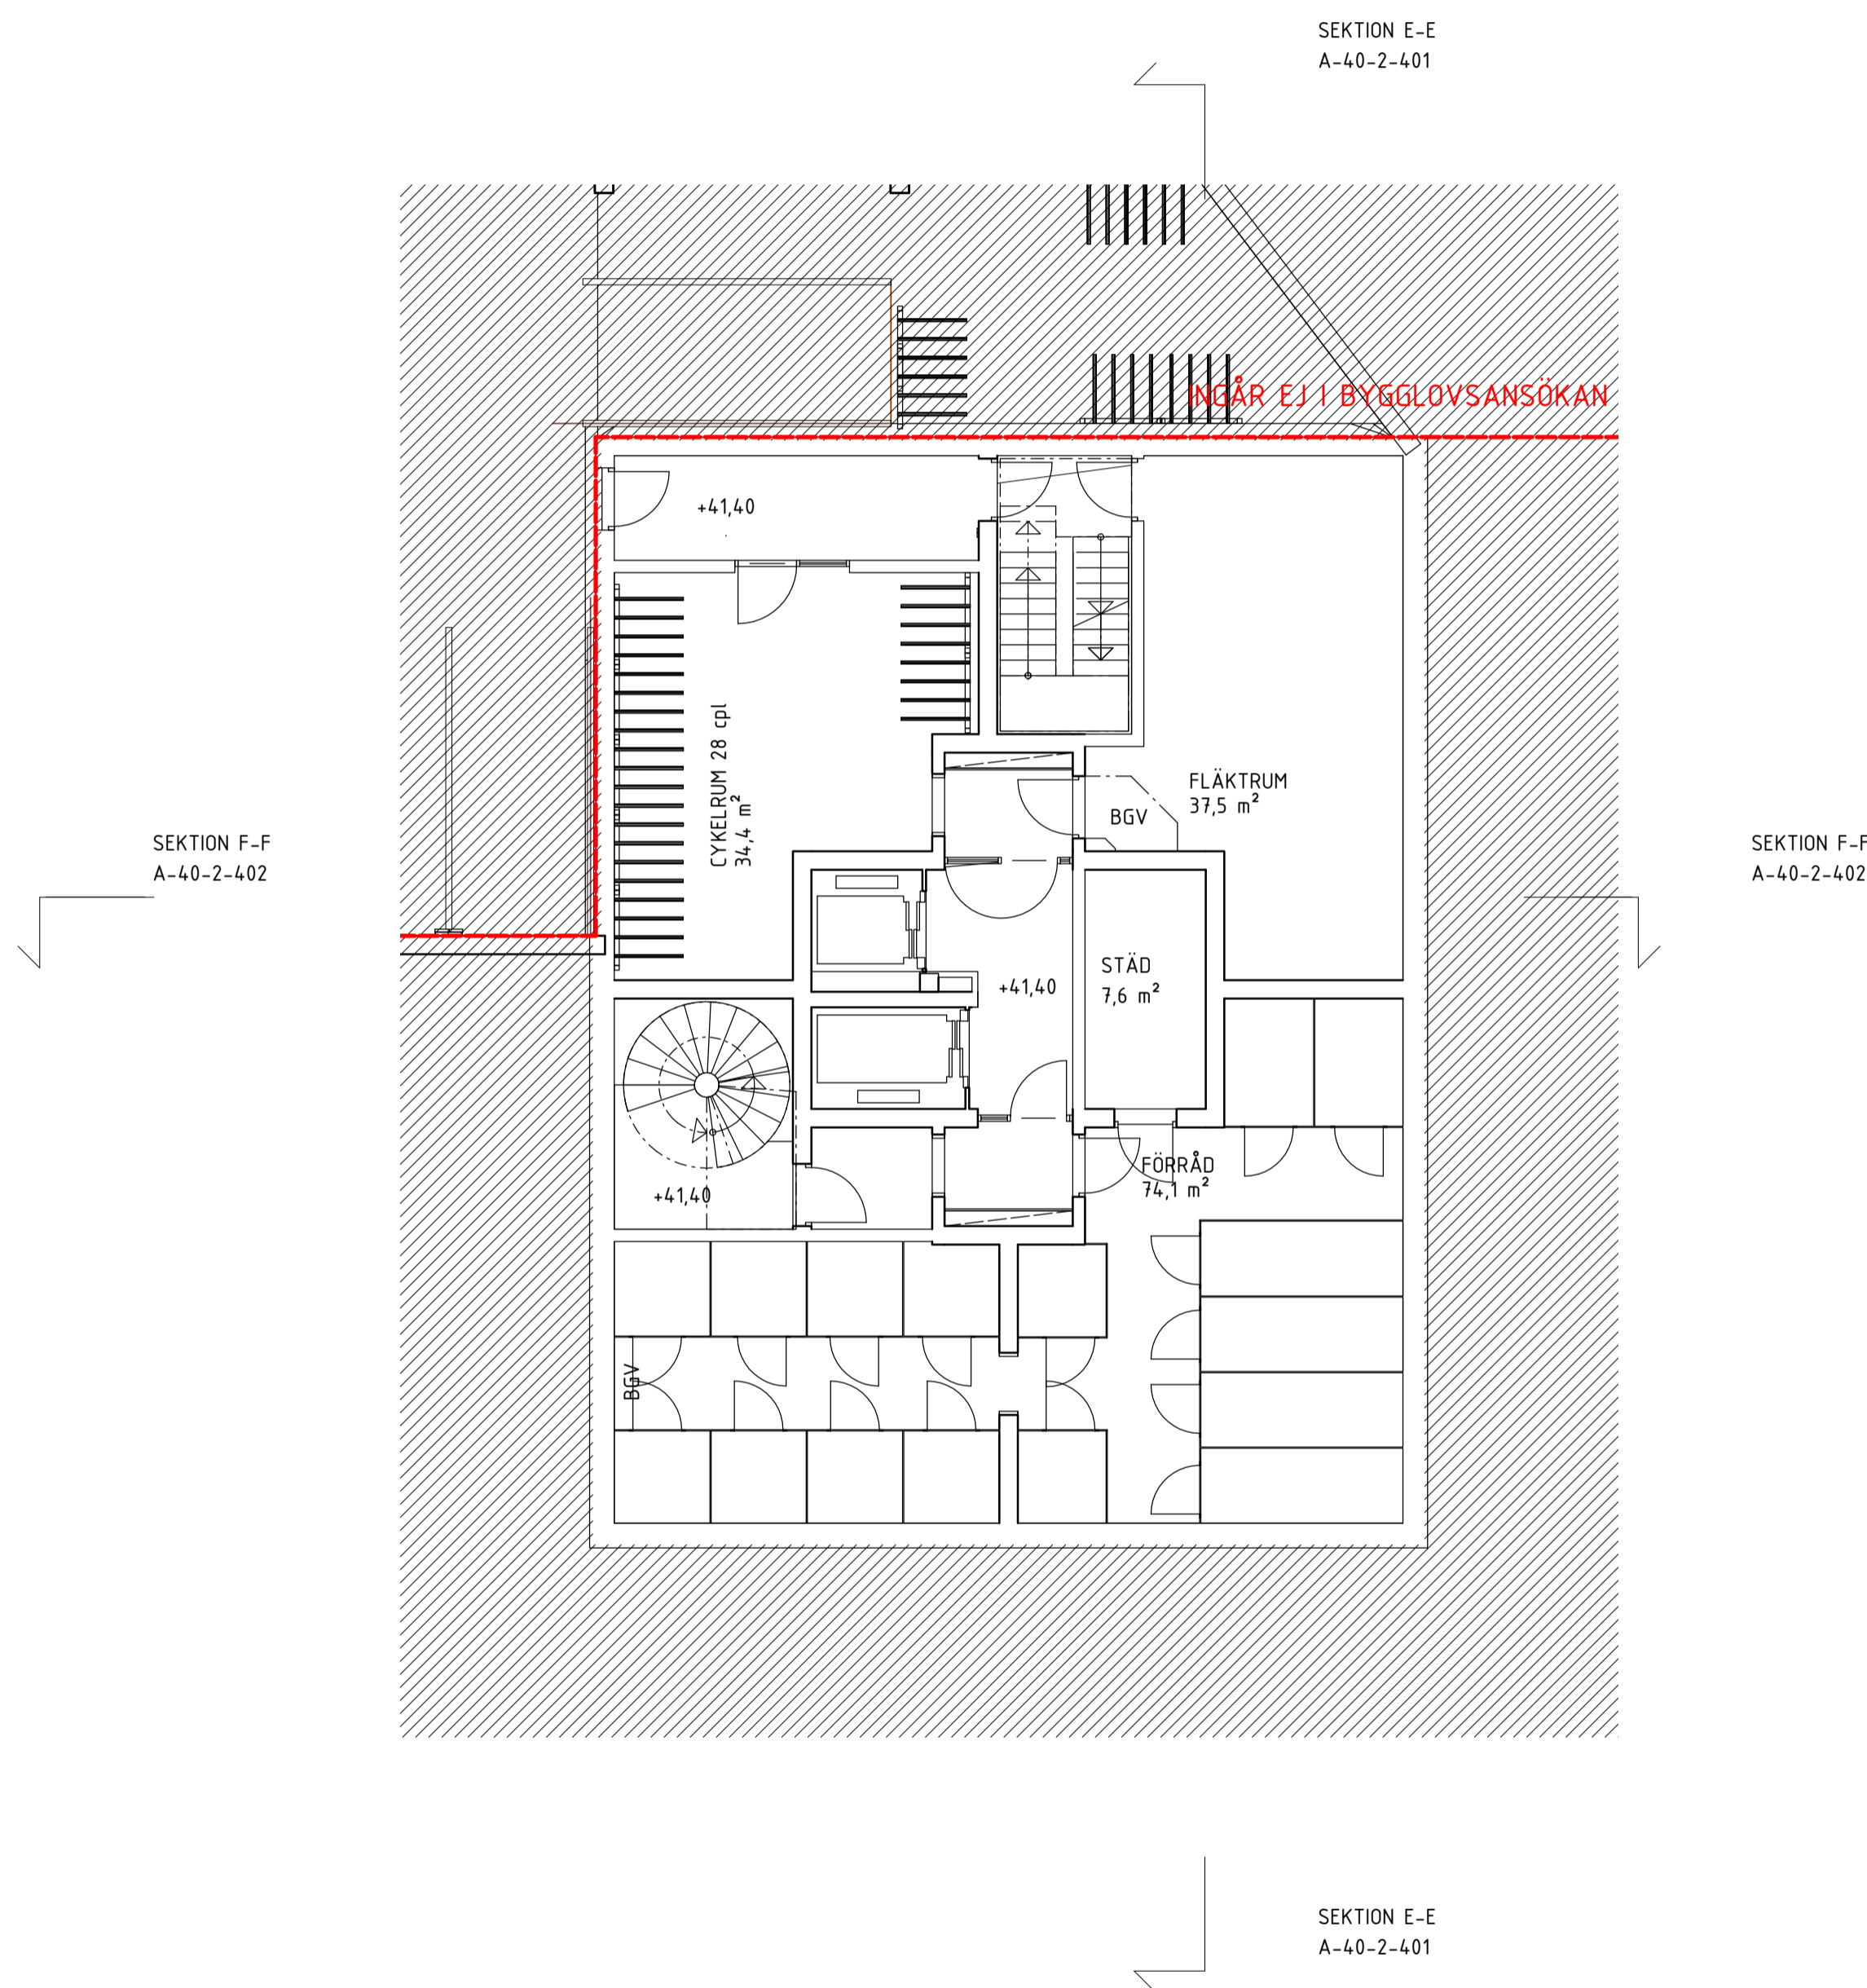 SEKTION E-E
A-40-2-401
INGÅR EJ I BYGGLOVSANSÖKAN
+41,40
CYKELRUM 28 cpl
34,4 m²
FLÄKTRUM
37,5 m²
BGV
SEKTION F-F
A-40-2-402
SEKTION F-F
A-40-2-402
STÄD
7,6 m²
+41,40
FÖRRÅD
74,1 m²
+41,40
BGV
SEKTION E-E
A-40-2-401